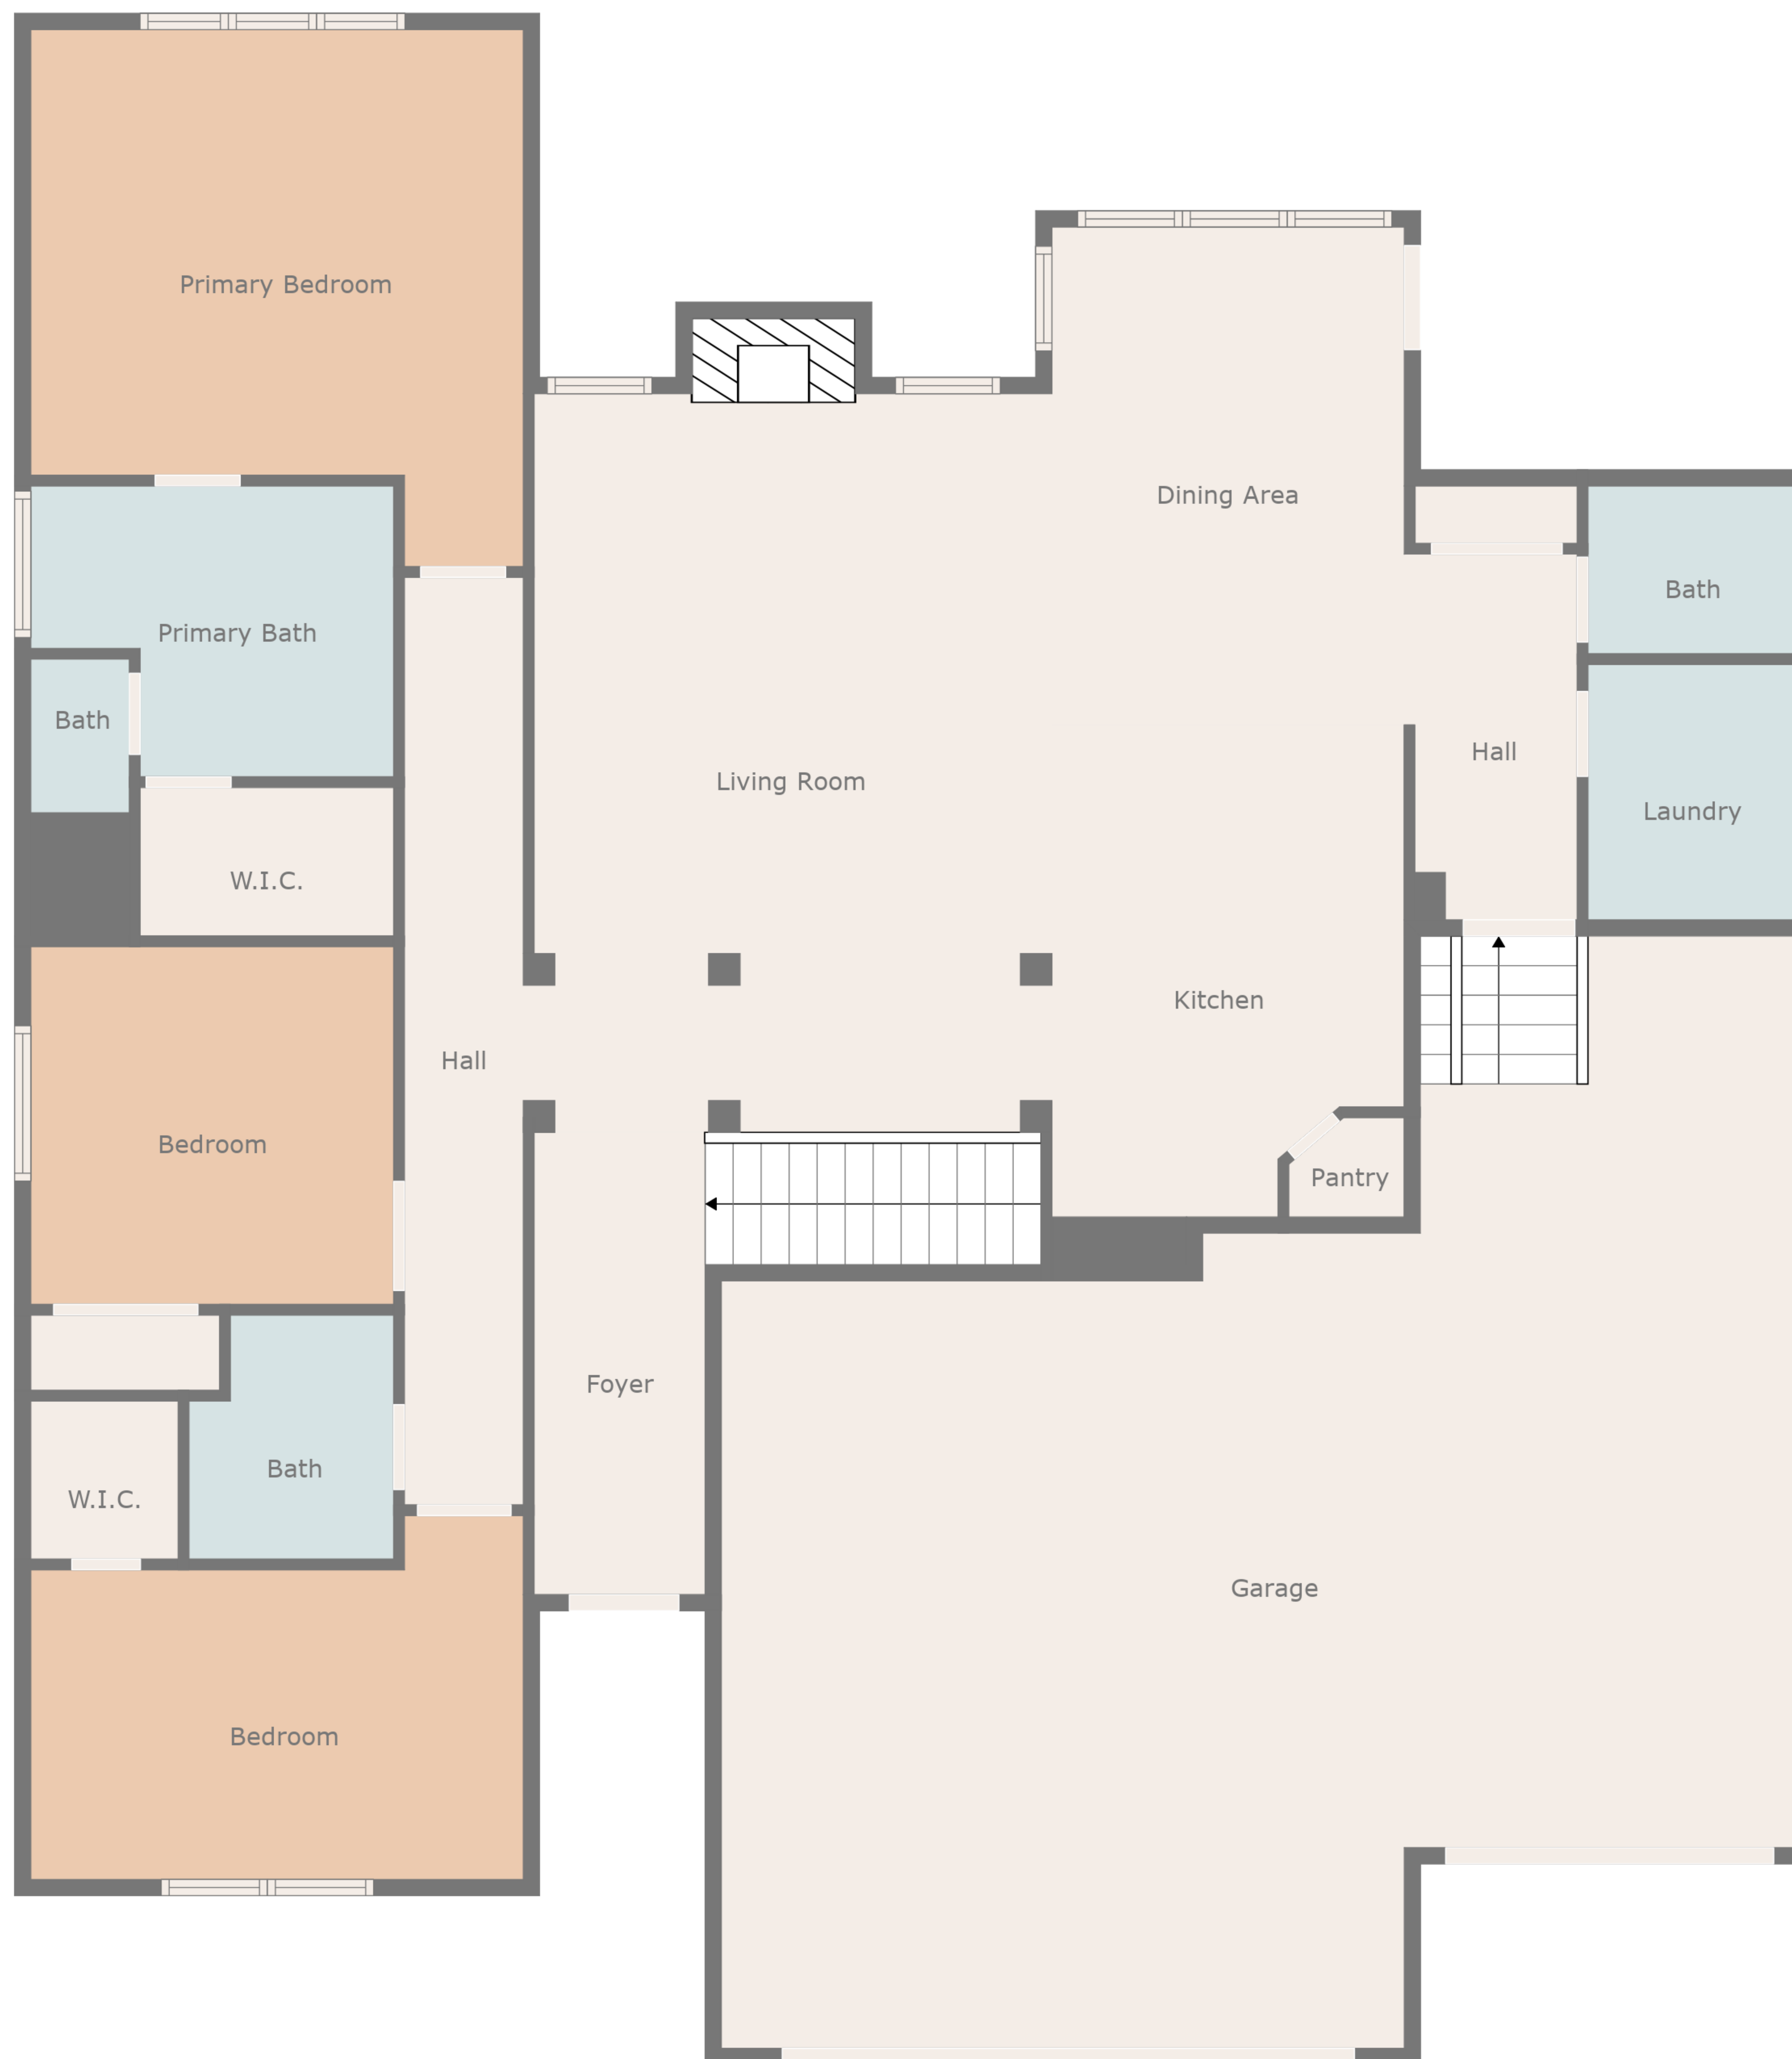 Primary Bedroom
Dining Area
Bath
Primary Bath
Bath
Hall
Living Room
Laundry
W.I.C.
Kitchen
Hall
Bedroom
Pantry
Foyer
Bath
W.I.C.
Garage
Bedroom